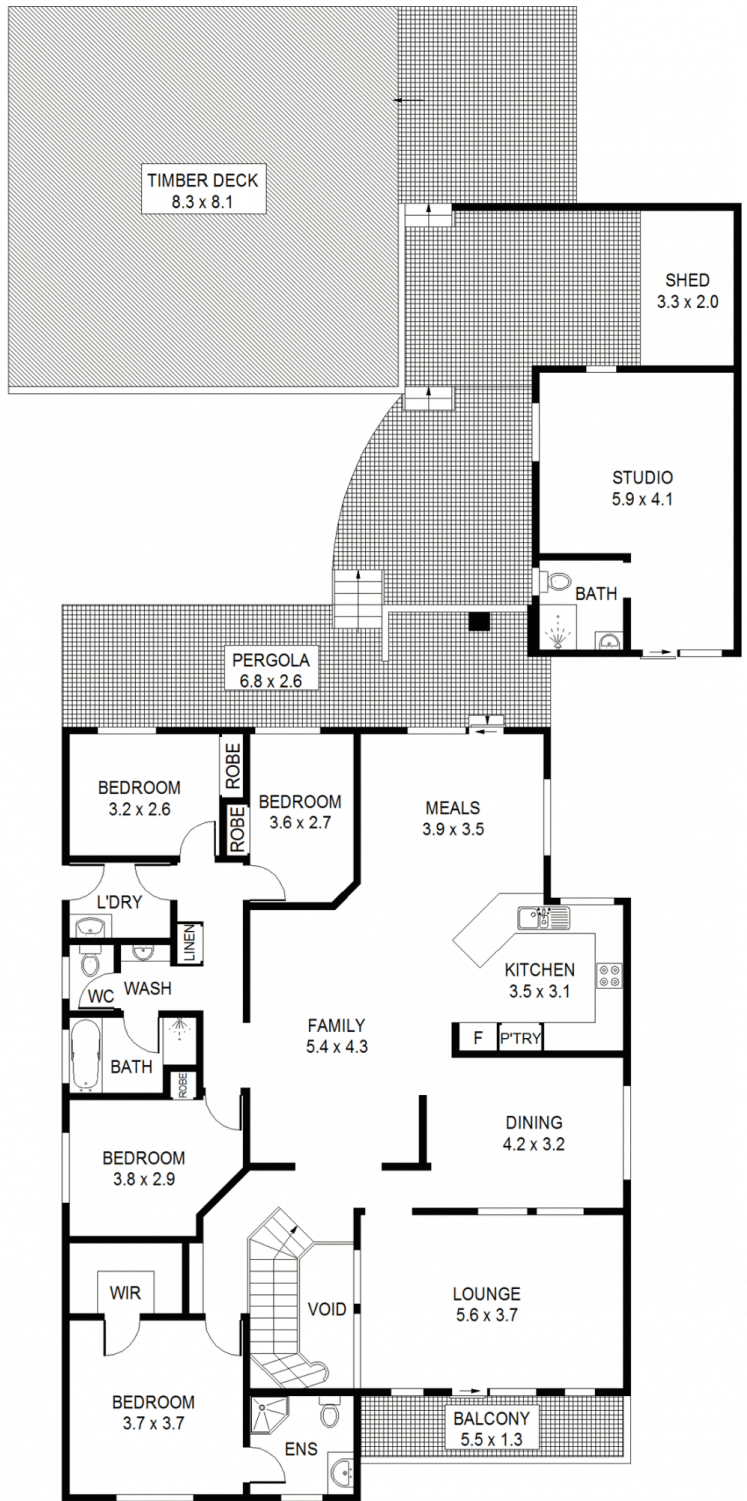 TIMBER DECK
8.3 x 8.1
SHED
3.3 x 2.0
STUDIO
5.9 x 4.1
BATH
PERGOLA
6.8 x 2.6
BEDROOM
3.2 x 2.6
ROBE
BEDROOM
3.6 x 2.7
ROBE
MEALS
3.9 x 3.5
L'DRY
LINEN
KITCHEN
3.5 x 3.1
WC
WASH
FAMILY
5.4 x 4.3
F
P'TRY
BATH
ROBE
DINING
4.2 x 3.2
BEDROOM
3.8 x 2.9
WIR
VOID
LOUNGE
5.6 x 3.7
BEDROOM
3.7 x 3.7
BALCONY
5.5 x 1.3
ENS